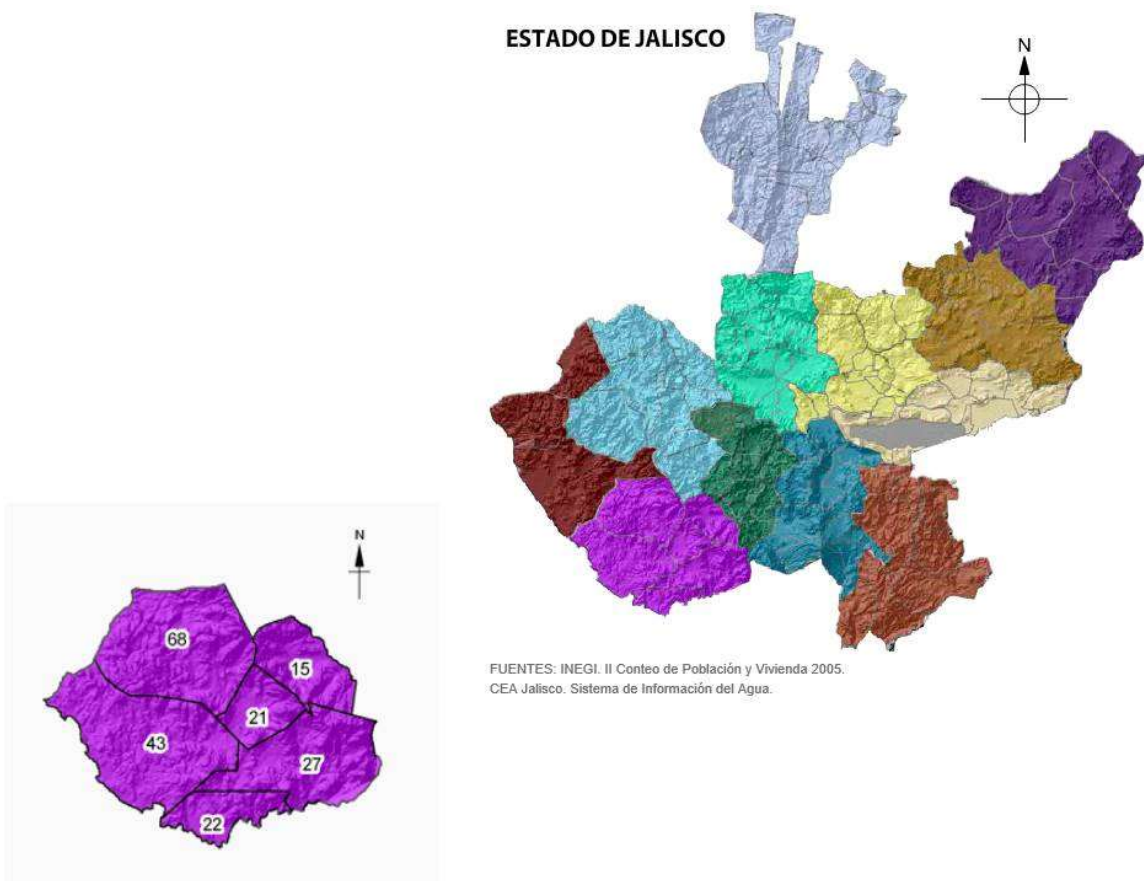 ESTADO DE JALISCO
N
FUENTES: INEGI. II Conteo de Población y Vivienda 2005.
CEA Jalisco. Sistema de Información del Agua.
N
68
15
21
43
27
22